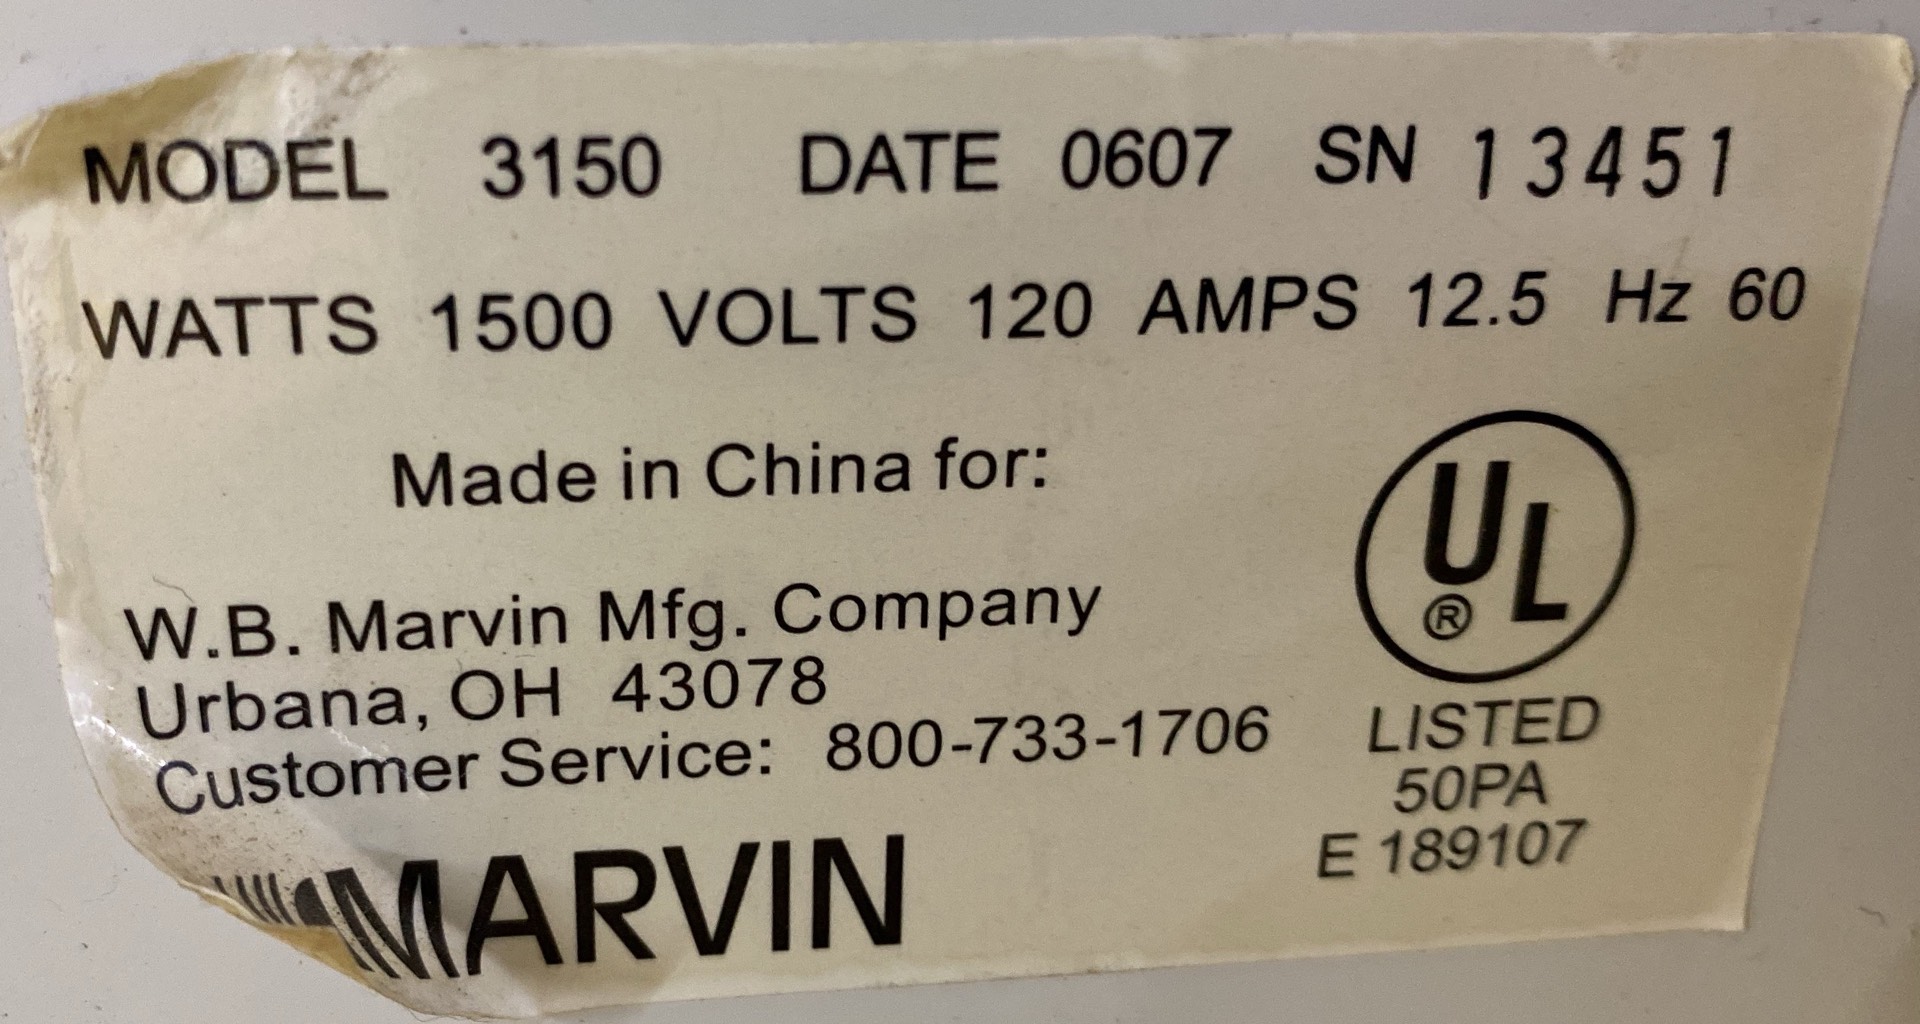 MODEL 3150 DATE 0607 SN 13451
WATTS 1500 VOLTS 120 AMPS 12.5 Hz 60
Made in China for:
W.B. Marvin Mfg. Company
Urbana, OH 43078
Customer Service: 800-733-1706
MARVIN
UL
®
LISTED
50PA
E 189107